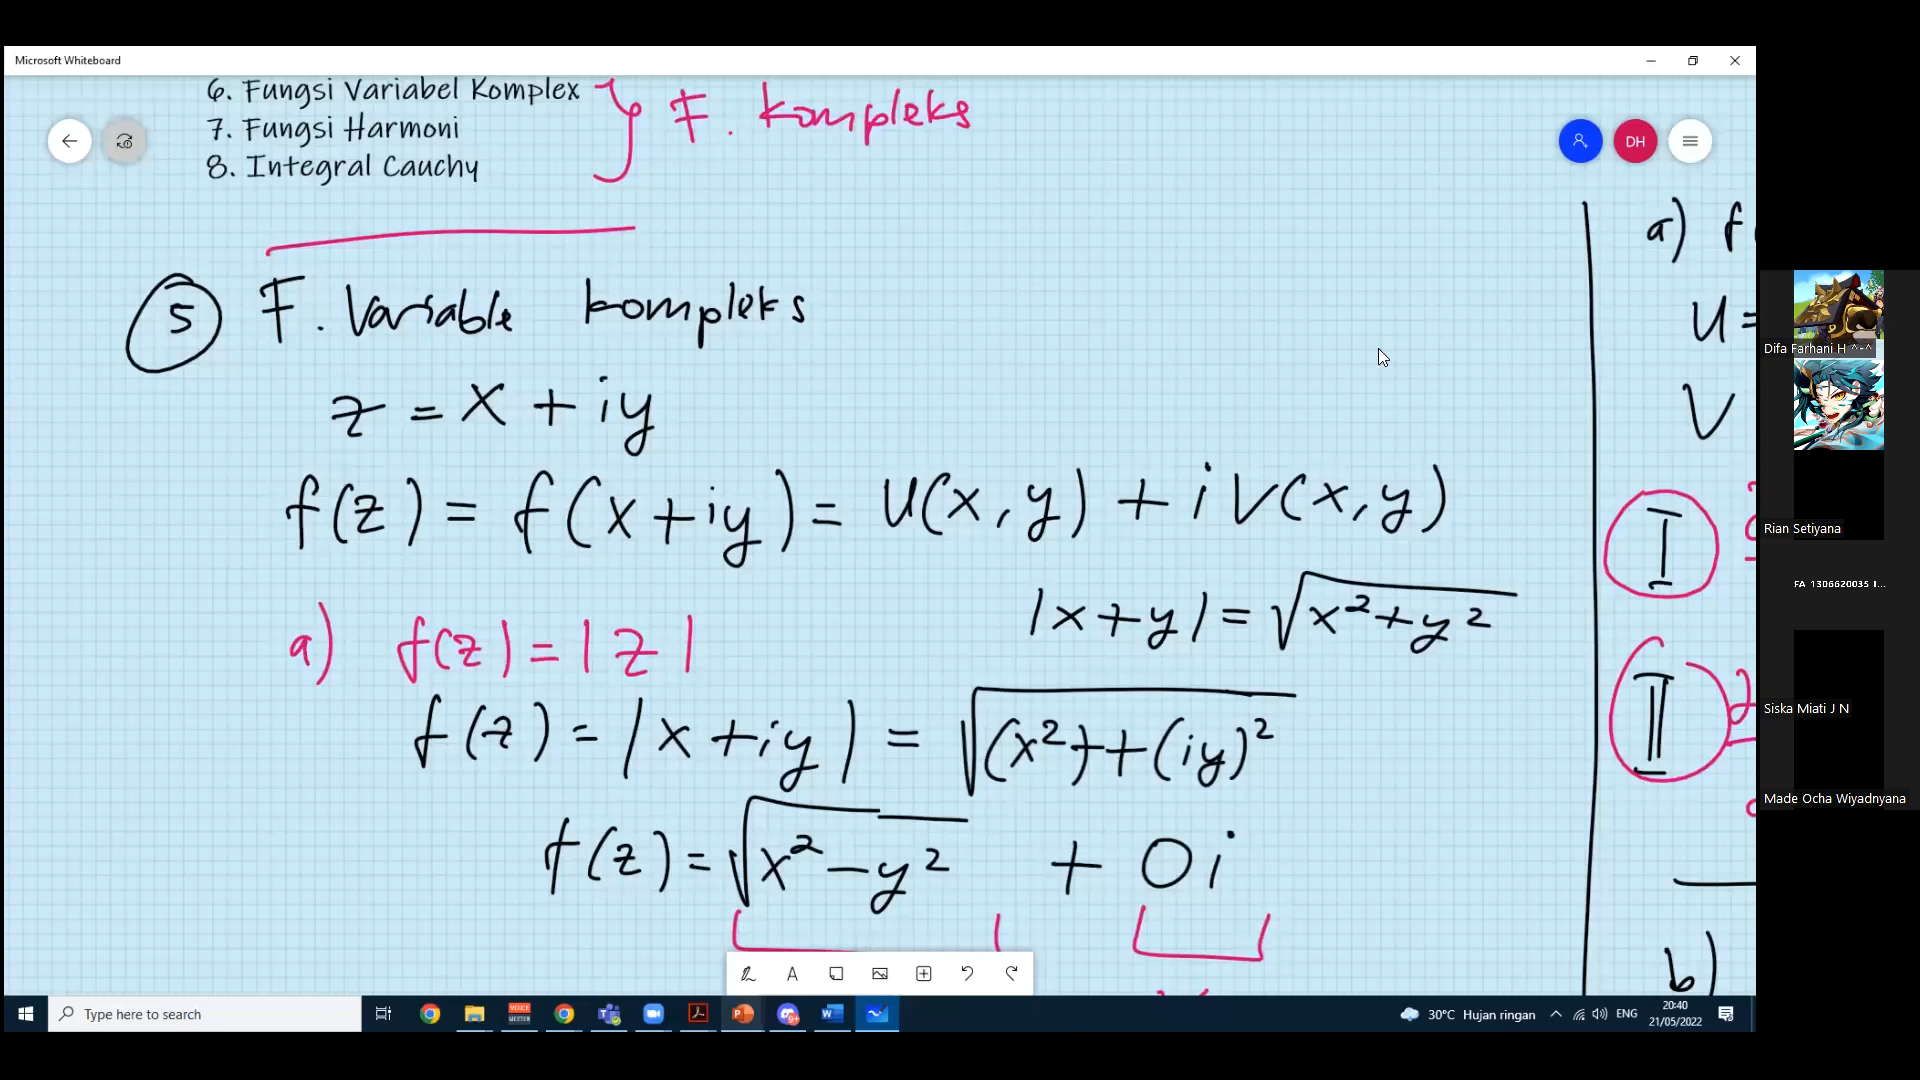 Microsoft Whiteboard
6. Fungsi Variabel Komplex
7. Fungsi Harmoni
8. Integral Cauchy
F. kompleks
DH
5 F. Variable kompleks
z = x + iy
f(z) = f(x+iy) = u(x,y) + i v(x,y)
|x+y| = √x²+y²
a) f(z) = |z|
f(z) = |x+iy| = √(x²)+(iy)²
f(z) = √x²-y² + 0i
a) f
U =
V
I
II
b)
Difa Farhani H ^-^
Rian Setiyana
FA_1306620035_I...
Siska Miati J N
Made Ocha Wiyadnyana
Type here to search
30°C Hujan ringan
ENG
20:40
21/05/2022